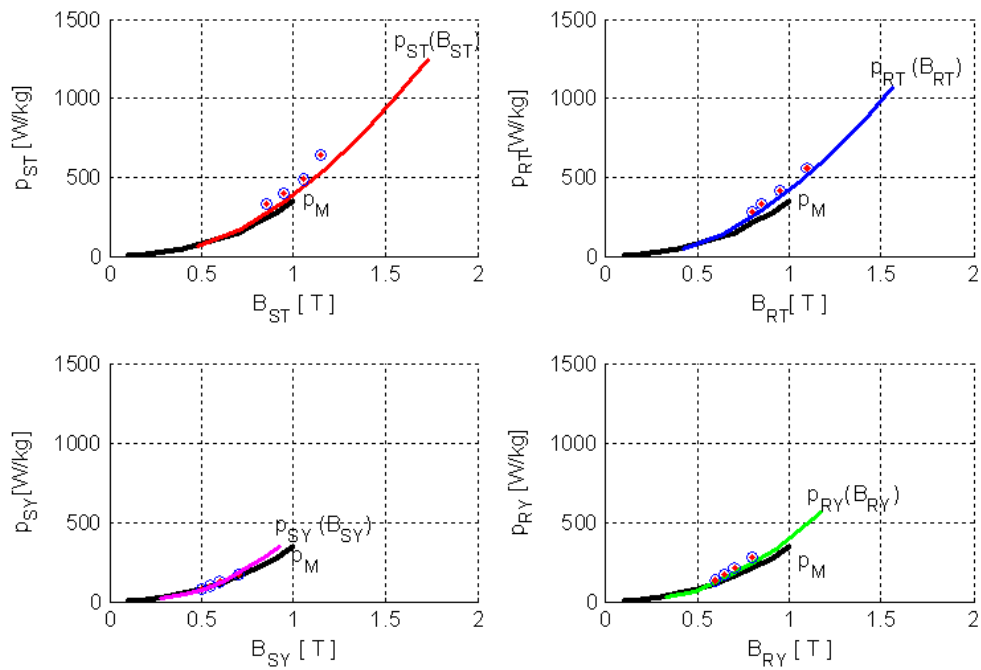 1500
1000
500
0
0
0.5
1
1.5
2
p_ST [W/kg]
B_ST [ T ]
p_ST(B_ST)
p_M
1500
1000
500
0
0
0.5
1
1.5
2
p_RT[W/kg]
B_RT[ T ]
p_RT (B_RT)
p_M
1500
1000
500
0
0
0.5
1
1.5
2
p_SY[W/kg]
B_SY [ T ]
p_SY (B_SY)
p_M
1500
1000
500
0
0
0.5
1
1.5
2
p_RY [W/kg]
B_RY [ T ]
p_RY(B_RY)
p_M